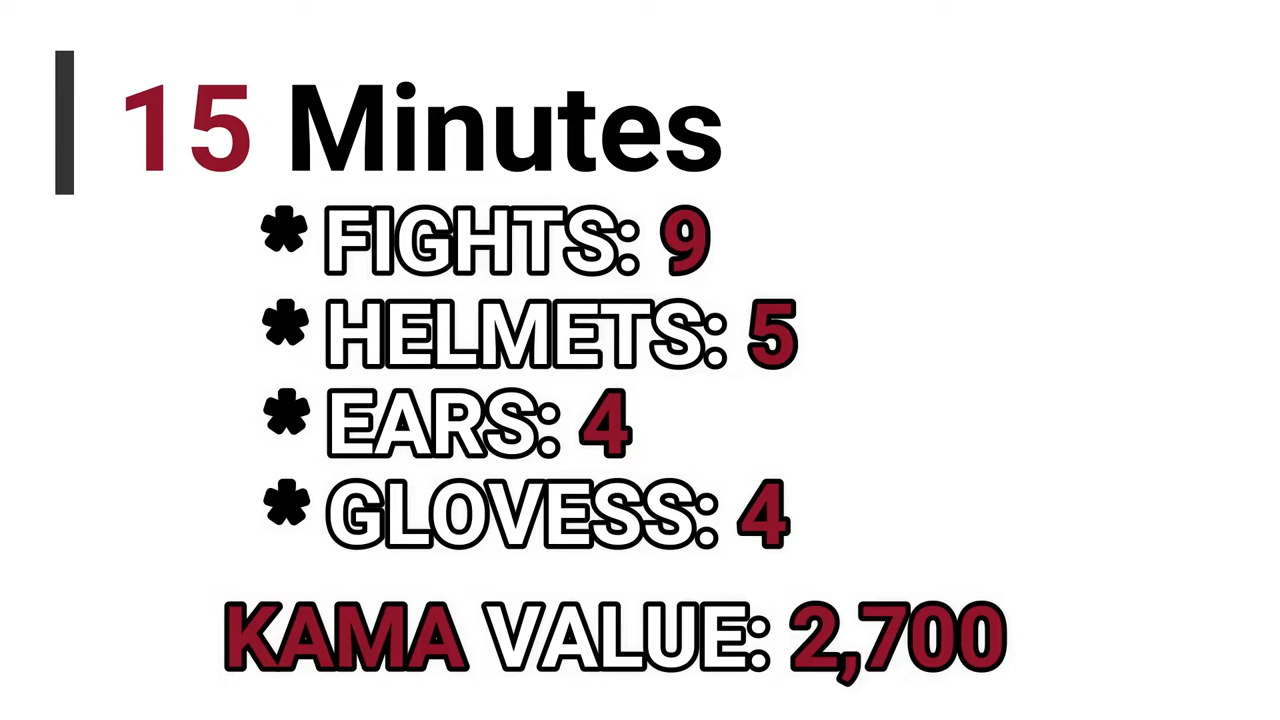 15 Minutes
* FIGHTS: 9
* HELMETS: 5
* EARS: 4
* GLOVESS: 4
KAMA VALUE: 2,700